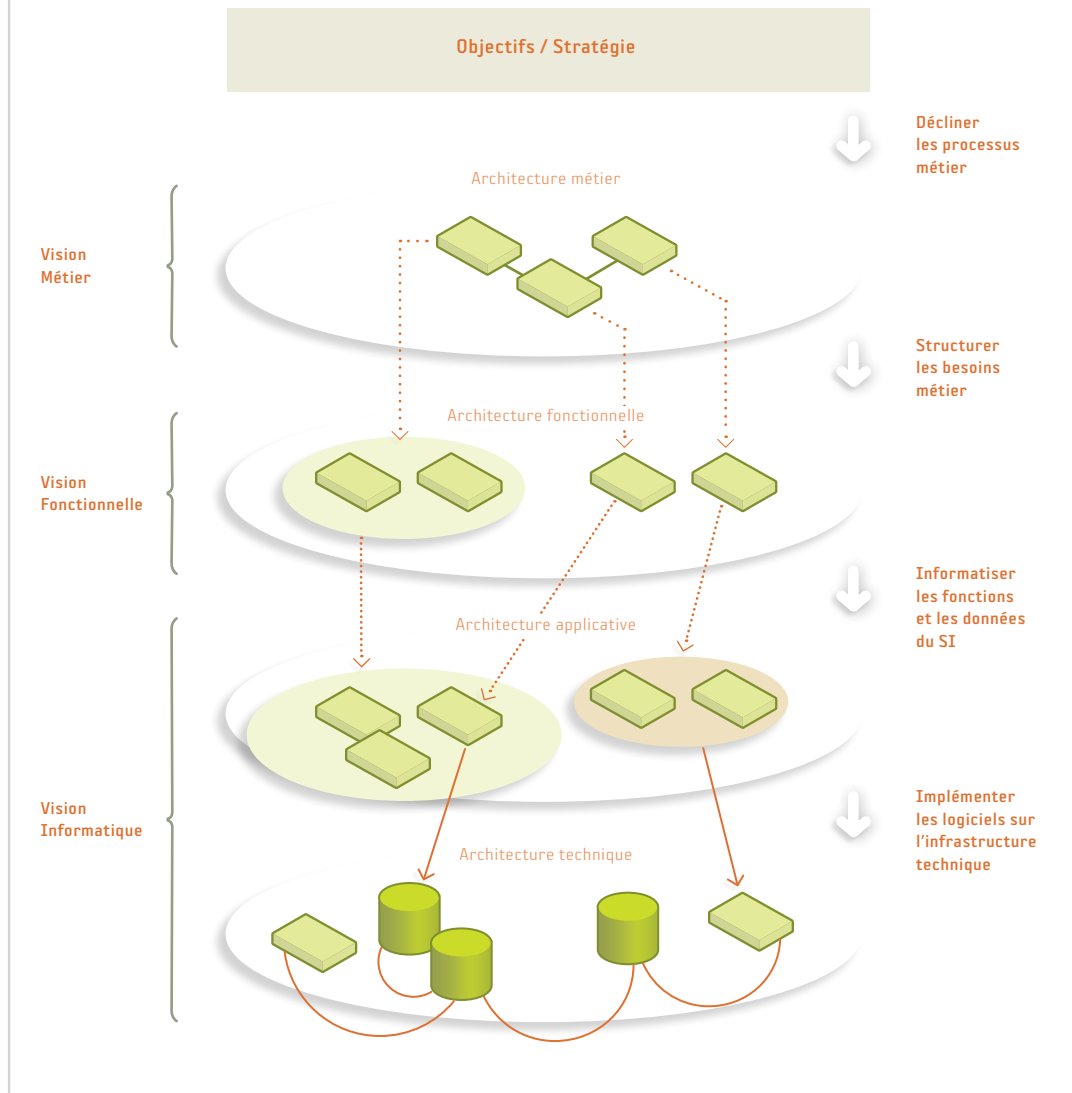 Objectifs / Stratégie
Décliner
les processus
métier
Architecture métier
Vision
Métier
Structurer
les besoins
métier
Architecture fonctionnelle
Vision
Fonctionnelle
Informatiser
les fonctions
et les données
du SI
Architecture applicative
Vision
Informatique
Implémenter
les logiciels sur
l'infrastructure
technique
Architecture technique